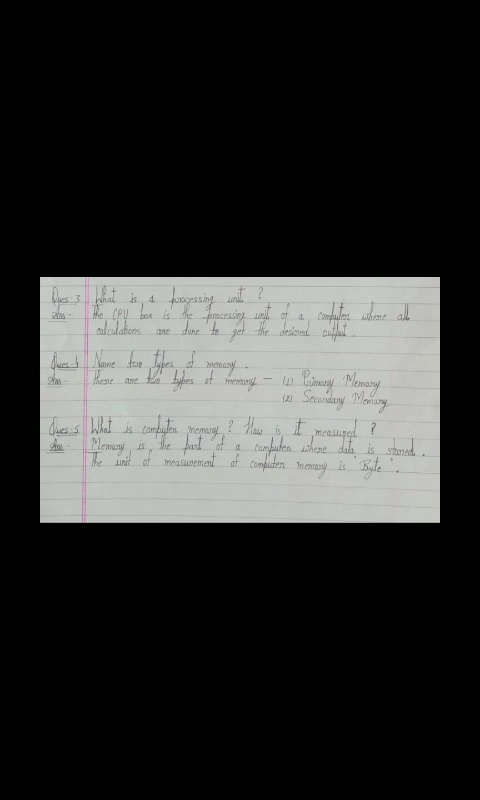 Ques-3 What is a processing unit ?
Ans - The CPU box is the processing unit of a computer where all
calculations are done to get the desired output.
Ques-4 Name two types of memory.
Ans - There are two types of memory - (1) Primary Memory
(2) Secondary Memory
Ques-5 What is computer memory? How is it measured ?
Ans - Memory is the part of a computer where data is stored.
The unit of measurement of computer memory is 'Byte'.